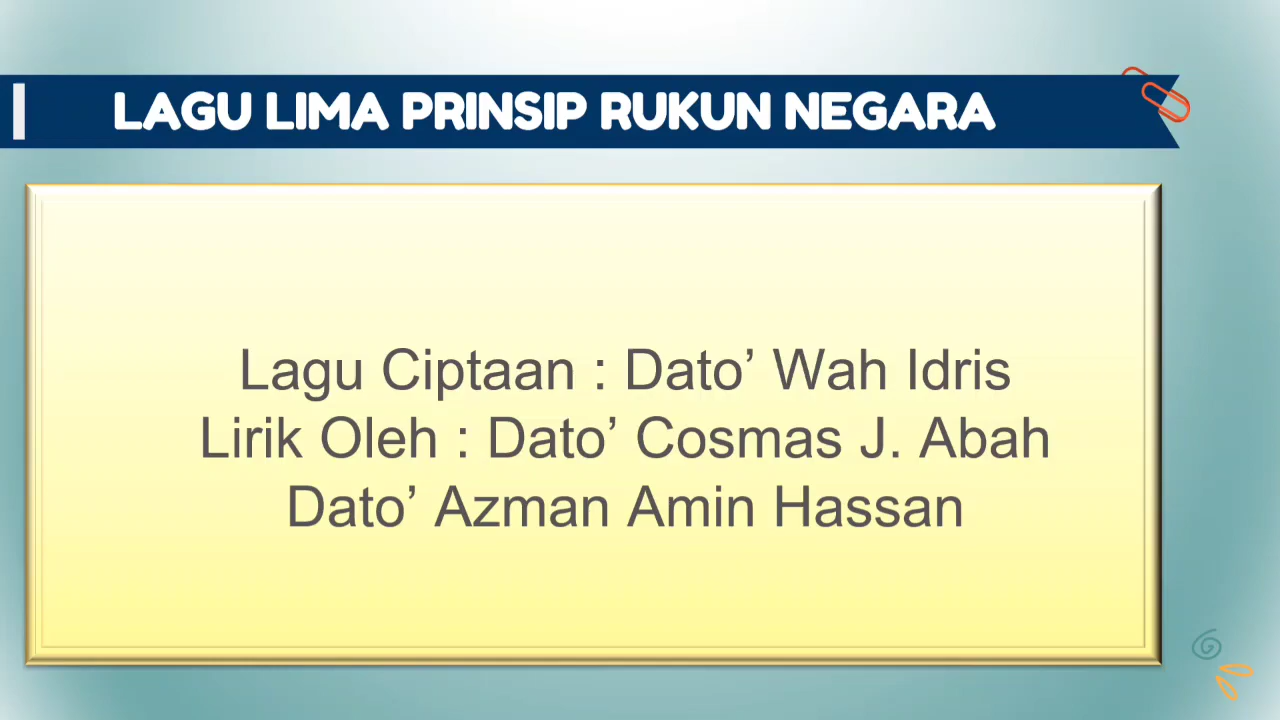 LAGU LIMA PRINSIP RUKUN NEGARA
Lagu Ciptaan : Dato’ Wah Idris
Lirik Oleh : Dato’ Cosmas J. Abah
Dato’ Azman Amin Hassan